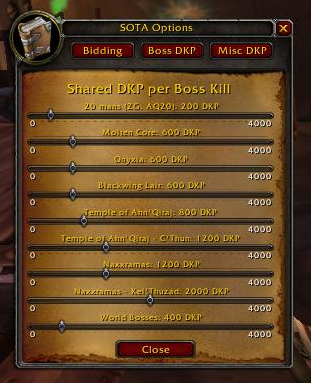 SOTA Options
Bidding Boss DKP Misc DKP
Shared DKP per Boss Kill
20 mans (ZG, AQ20): 200 DKP
0 4000
Molten Core: 600 DKP
0 4000
Onyxia: 600 DKP
0 4000
Blackwing Lair: 600 DKP
0 4000
Temple of Ahn'Qiraj: 800 DKP
0 4000
Temple of Ahn'Qiraj - C'Thun: 1200 DKP
0 4000
Naxxramas: 1200 DKP
0 4000
Naxxramas - Kel'Thuzad: 2000 DKP
0 4000
World Bosses: 400 DKP
0 4000
Close